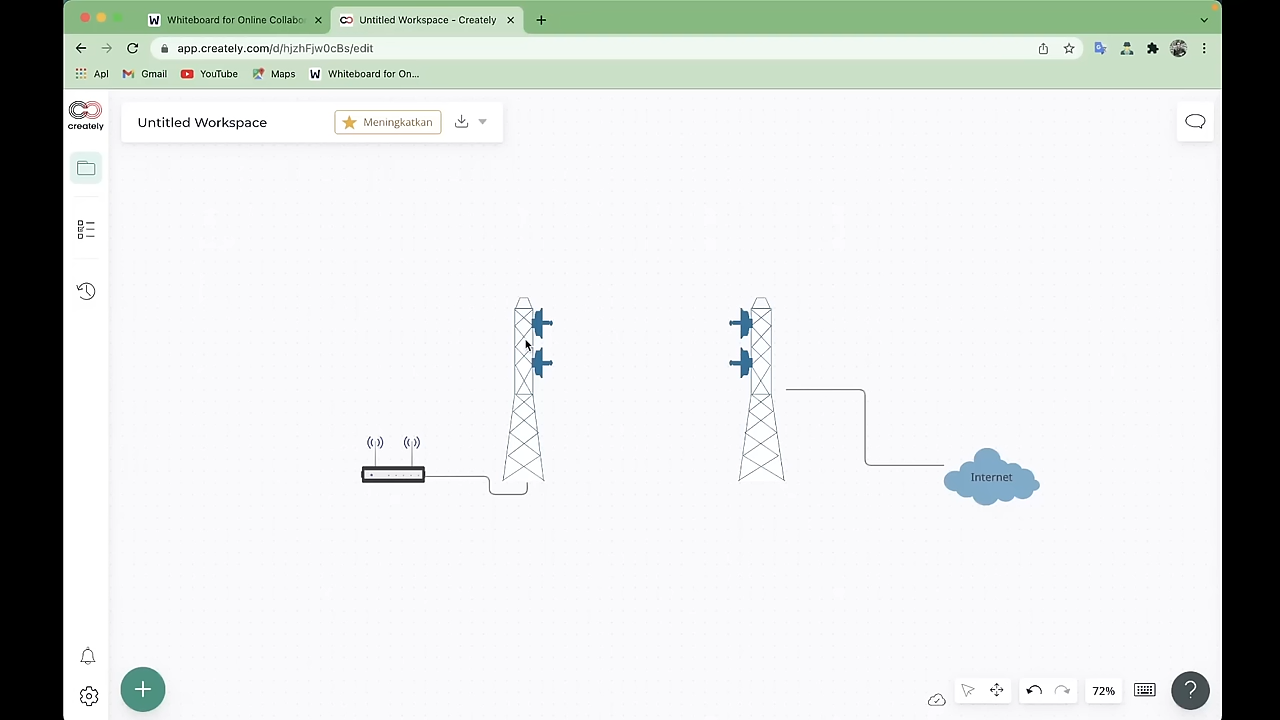 Whiteboard for Online Collabo
Untitled Workspace - Creately
app.creately.com/d/hjzhFjw0cBs/edit
Apl
Gmail
YouTube
Maps
Whiteboard for On...
creately
Untitled Workspace
Meningkatkan
Internet
72%